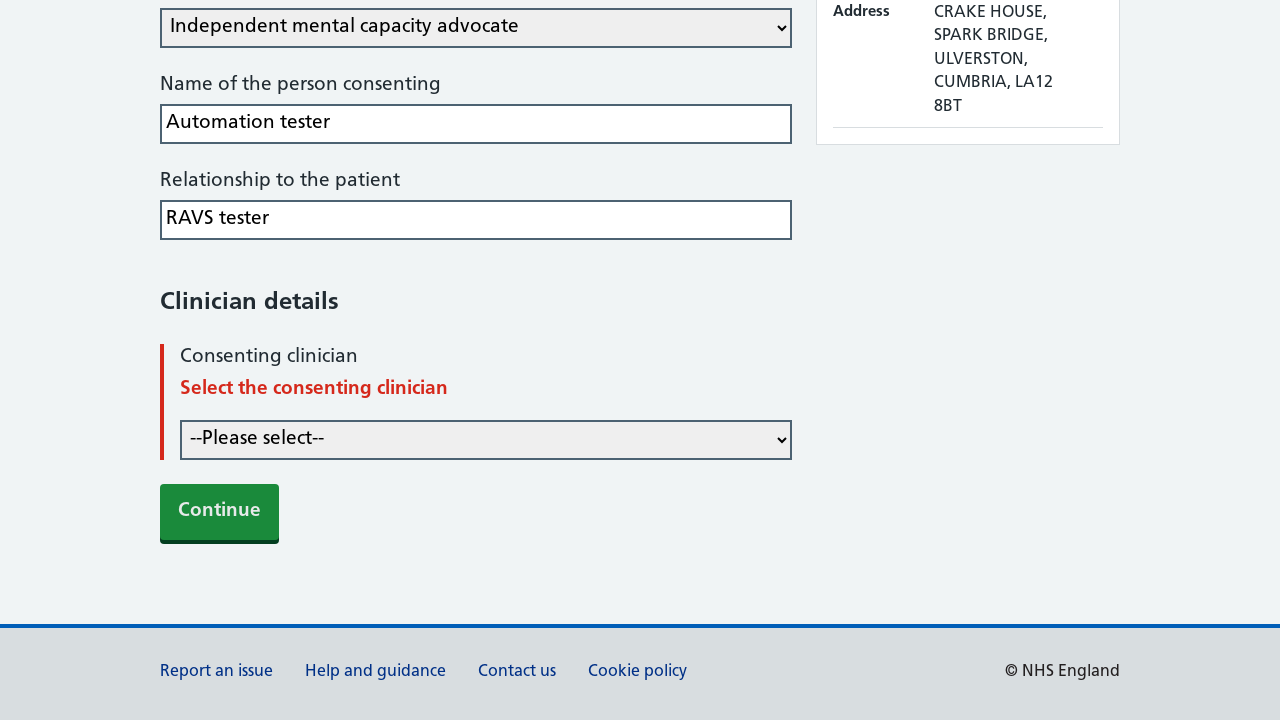 Independent mental capacity advocate
Name of the person consenting
Automation tester
Relationship to the patient
RAVS tester
Clinician details
Consenting clinician
Select the consenting clinician
--Please select--
Continue
Address
CRAKE HOUSE,
SPARK BRIDGE,
ULVERSTON,
CUMBRIA, LA12
8BT
Report an issue
Help and guidance
Contact us
Cookie policy
© NHS England